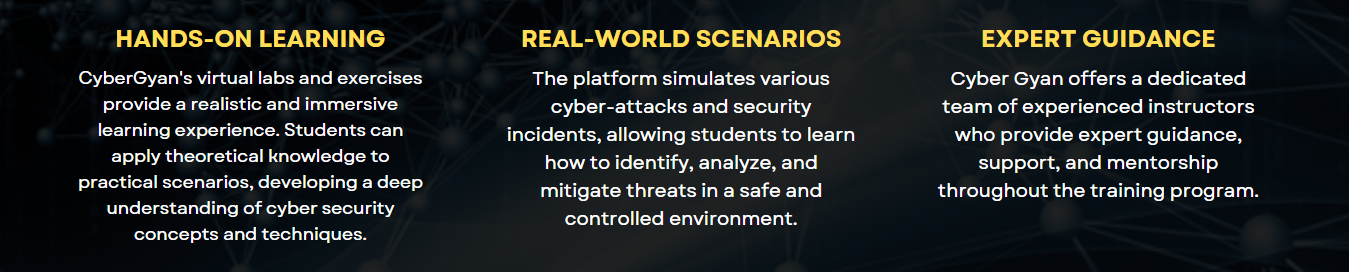 HANDS-ON LEARNING
CyberGyan's virtual labs and exercises
provide a realistic and immersive
learning experience. Students can
apply theoretical knowledge to
practical scenarios, developing a deep
understanding of cyber security
concepts and techniques.
REAL-WORLD SCENARIOS
The platform simulates various
cyber-attacks and security
incidents, allowing students to learn
how to identify, analyze, and
mitigate threats in a safe and
controlled environment.
EXPERT GUIDANCE
Cyber Gyan offers a dedicated
team of experienced instructors
who provide expert guidance,
support, and mentorship
throughout the training program.